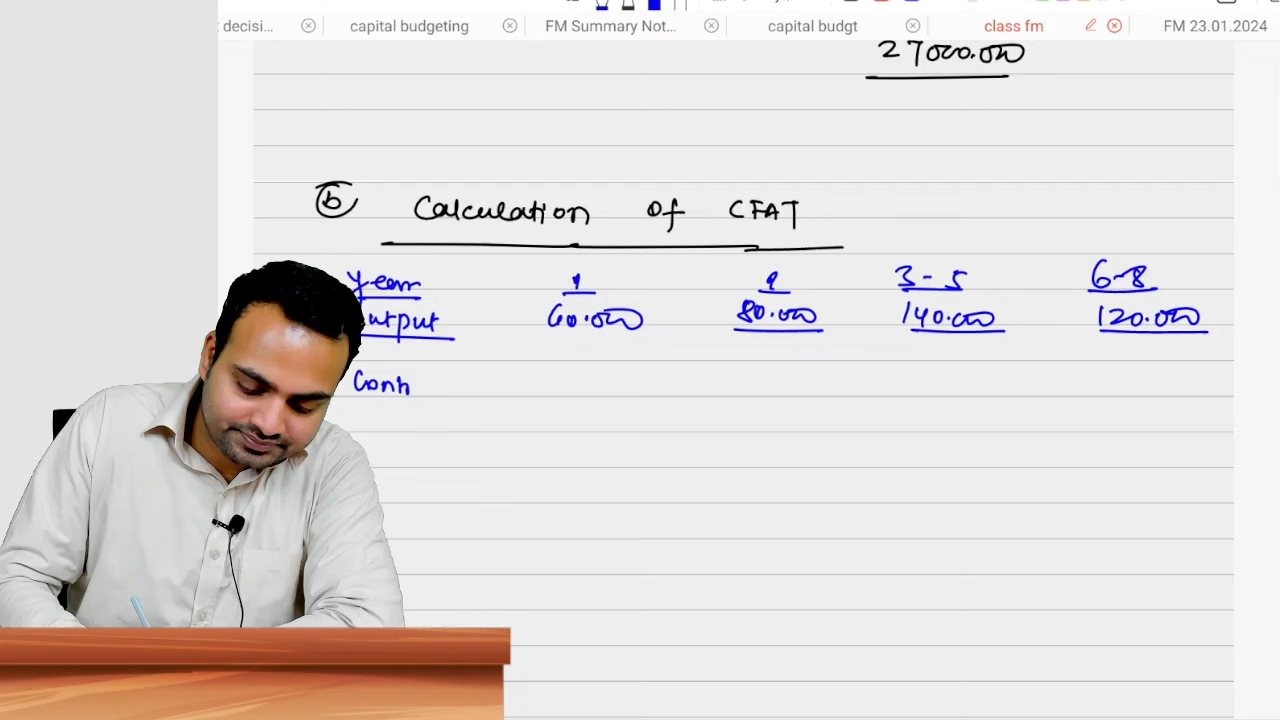 t decisi... capital budgeting FM Summary Not... capital budgt class fm FM 23.01.2024
27000.000
b Calculation Of CFAT
Year 1 2 3-5 6-8
utput 60.000 80.000 140.000 120.000
Conh